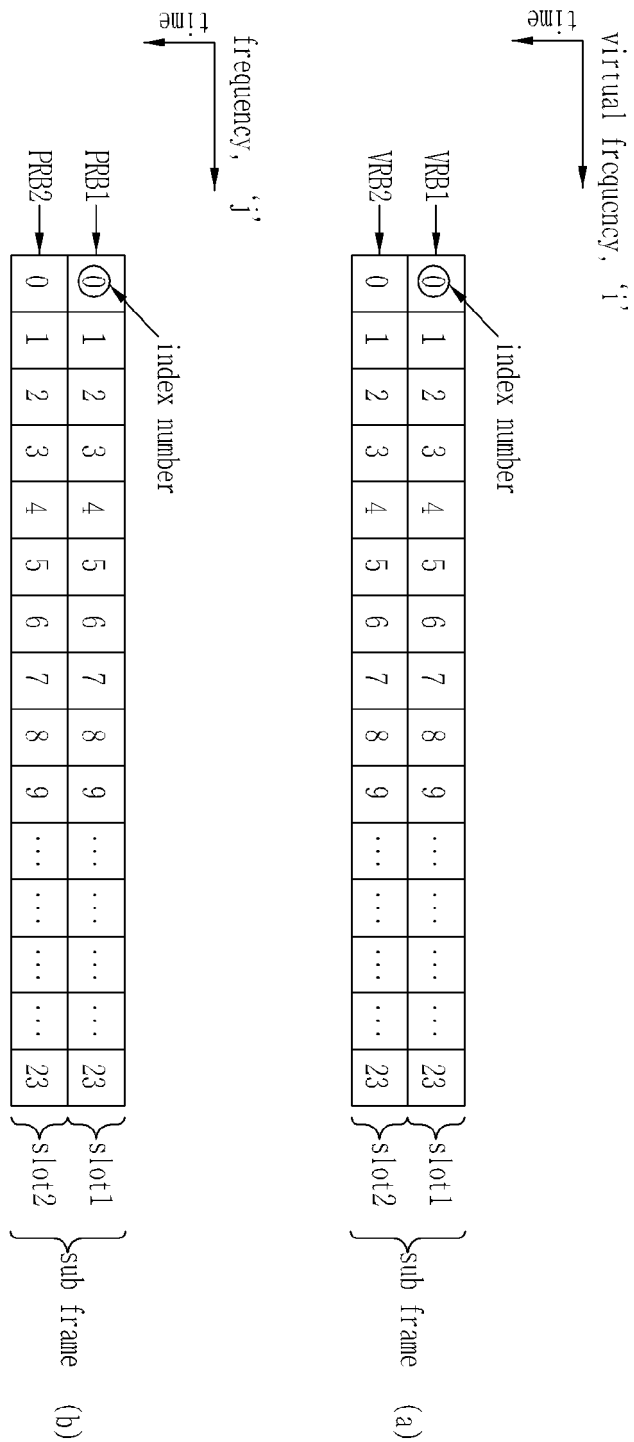 virtual frequency, 'i'
time
index number
VRB1 0 1 2 3 4 5 6 7 8 9 .... .... .... .... 23 slot1
VRB2 0 1 2 3 4 5 6 7 8 9 .... .... .... .... 23 slot2
sub frame (a)
frequency, 'j'
time
index number
PRB1 0 1 2 3 4 5 6 7 8 9 .... .... .... .... 23 slot1
PRB2 0 1 2 3 4 5 6 7 8 9 .... .... .... .... 23 slot2
sub frame (b)